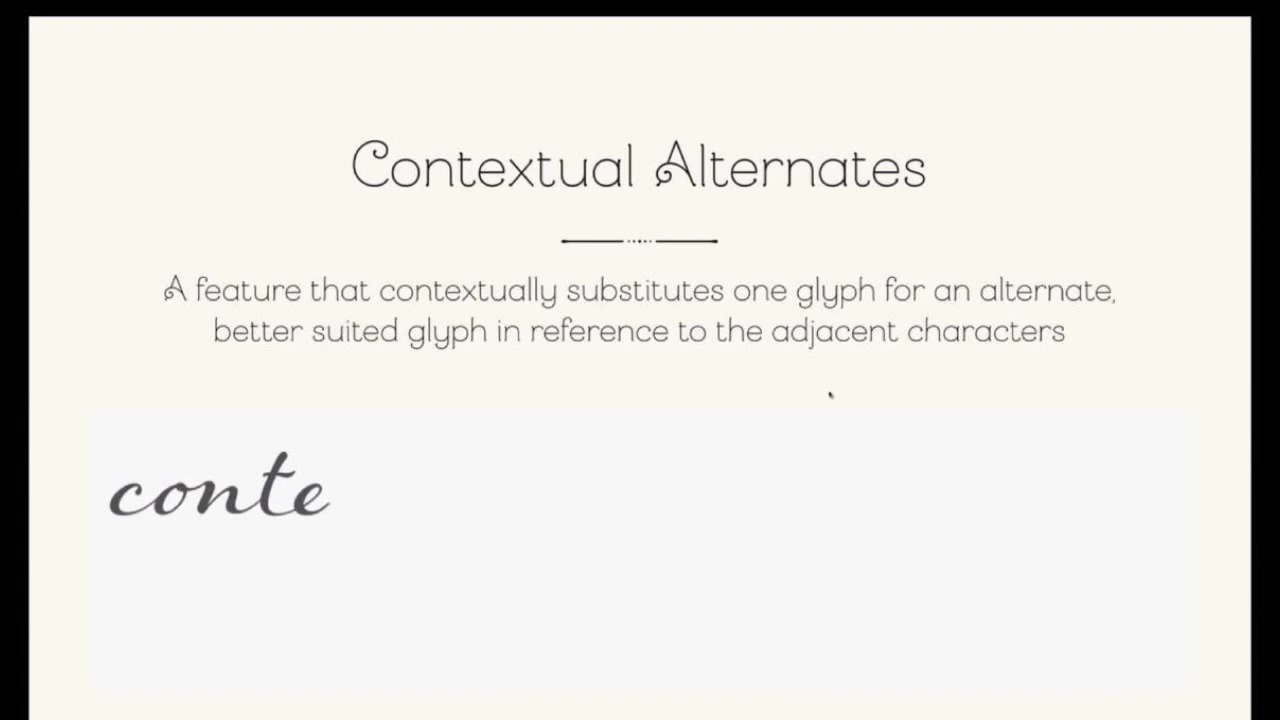 Contextual Alternates
A feature that contextually substitutes one glyph for an alternate,
better suited glyph in reference to the adjacent characters
conte